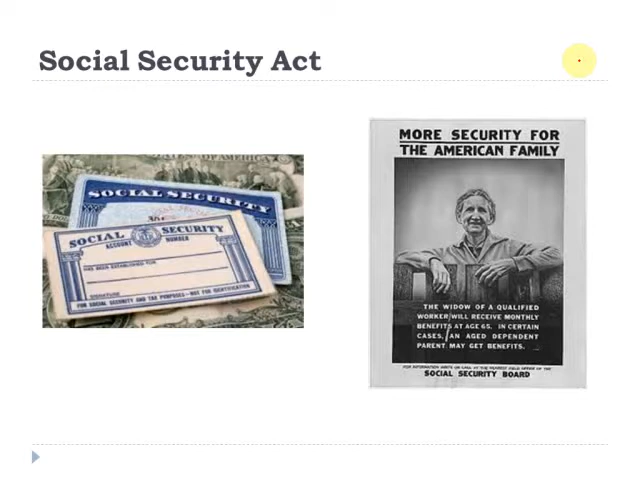 Social Security Act
STATES OF AMERICA
SOCIAL SECURITY
SOCIAL SECURITY
ACCOUNT NUMBER
HAS BEEN ESTABLISHED FOR
SIGNATURE
FOR SOCIAL SECURITY AND TAX PURPOSES—NOT FOR IDENTIFICATION
MORE SECURITY FOR
THE AMERICAN FAMILY
THE WIDOW OF A QUALIFIED
WORKER WILL RECEIVE MONTHLY
BENEFITS AT AGE 65. IN CERTAIN
CASES, AN AGED DEPENDENT
PARENT MAY GET BENEFITS.
FOR INFORMATION WRITE OR CALL AT THE NEAREST FIELD OFFICE OF THE
SOCIAL SECURITY BOARD